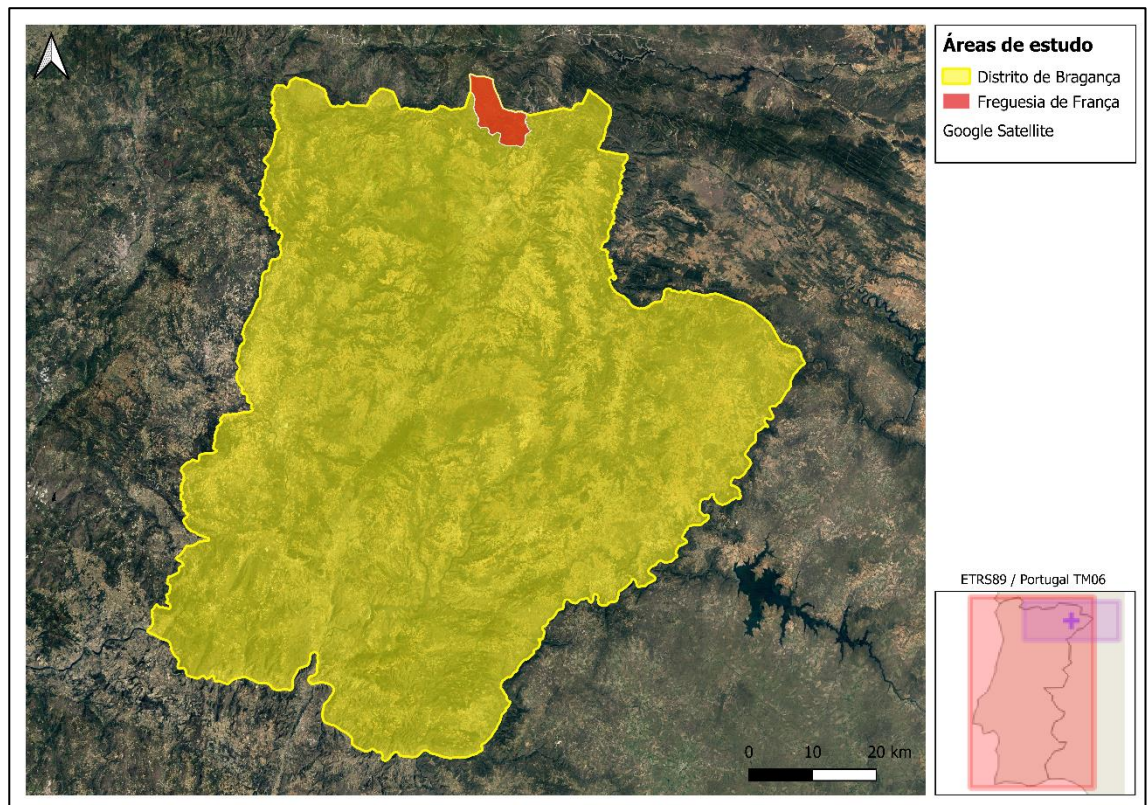 Áreas de estudo
Distrito de Bragança
Freguesia de França
Google Satellite
ETRS89 / Portugal TM06
0 10 20 km